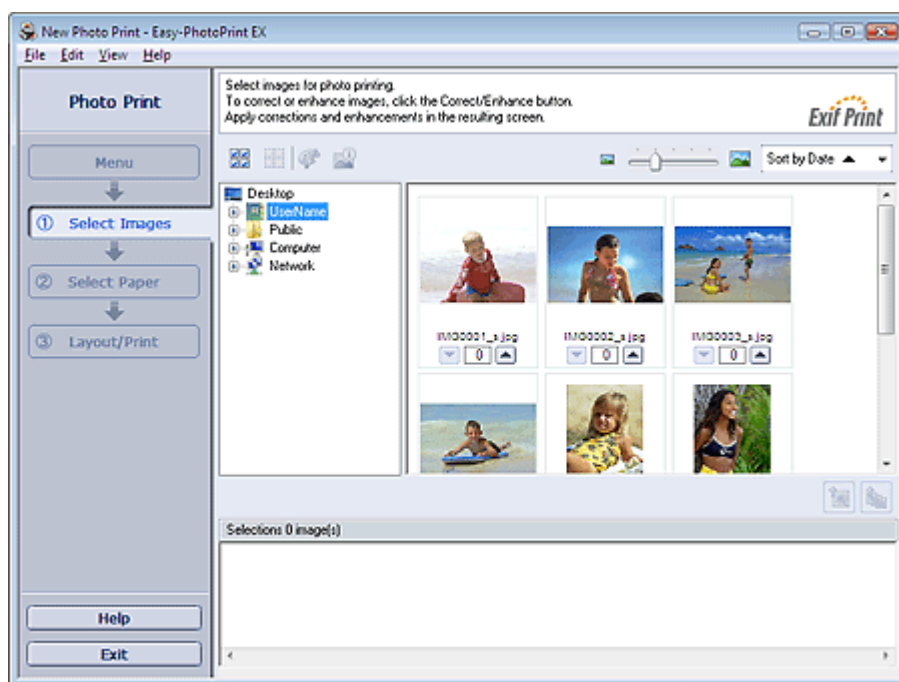 New Photo Print - Easy-PhotoPrint EX
File Edit View Help
Photo Print
Select images for photo printing.
To correct or enhance images, click the Correct/Enhance button.
Apply corrections and enhancements in the resulting screen.
Exif Print
Menu
Sort by Date
① Select Images
② Select Paper
③ Layout/Print
Desktop
UserName
Public
Computer
Network
IMG0001_s.jpg
IMG0002_s.jpg
IMG0003_s.jpg
0
0
0
Selections 0 image(s)
Help
Exit